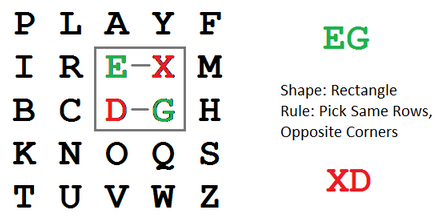 P L A Y F
I R E X M
B C D G H
K N O Q S
T U V W Z
EG
Shape: Rectangle
Rule: Pick Same Rows,
Opposite Corners
XD